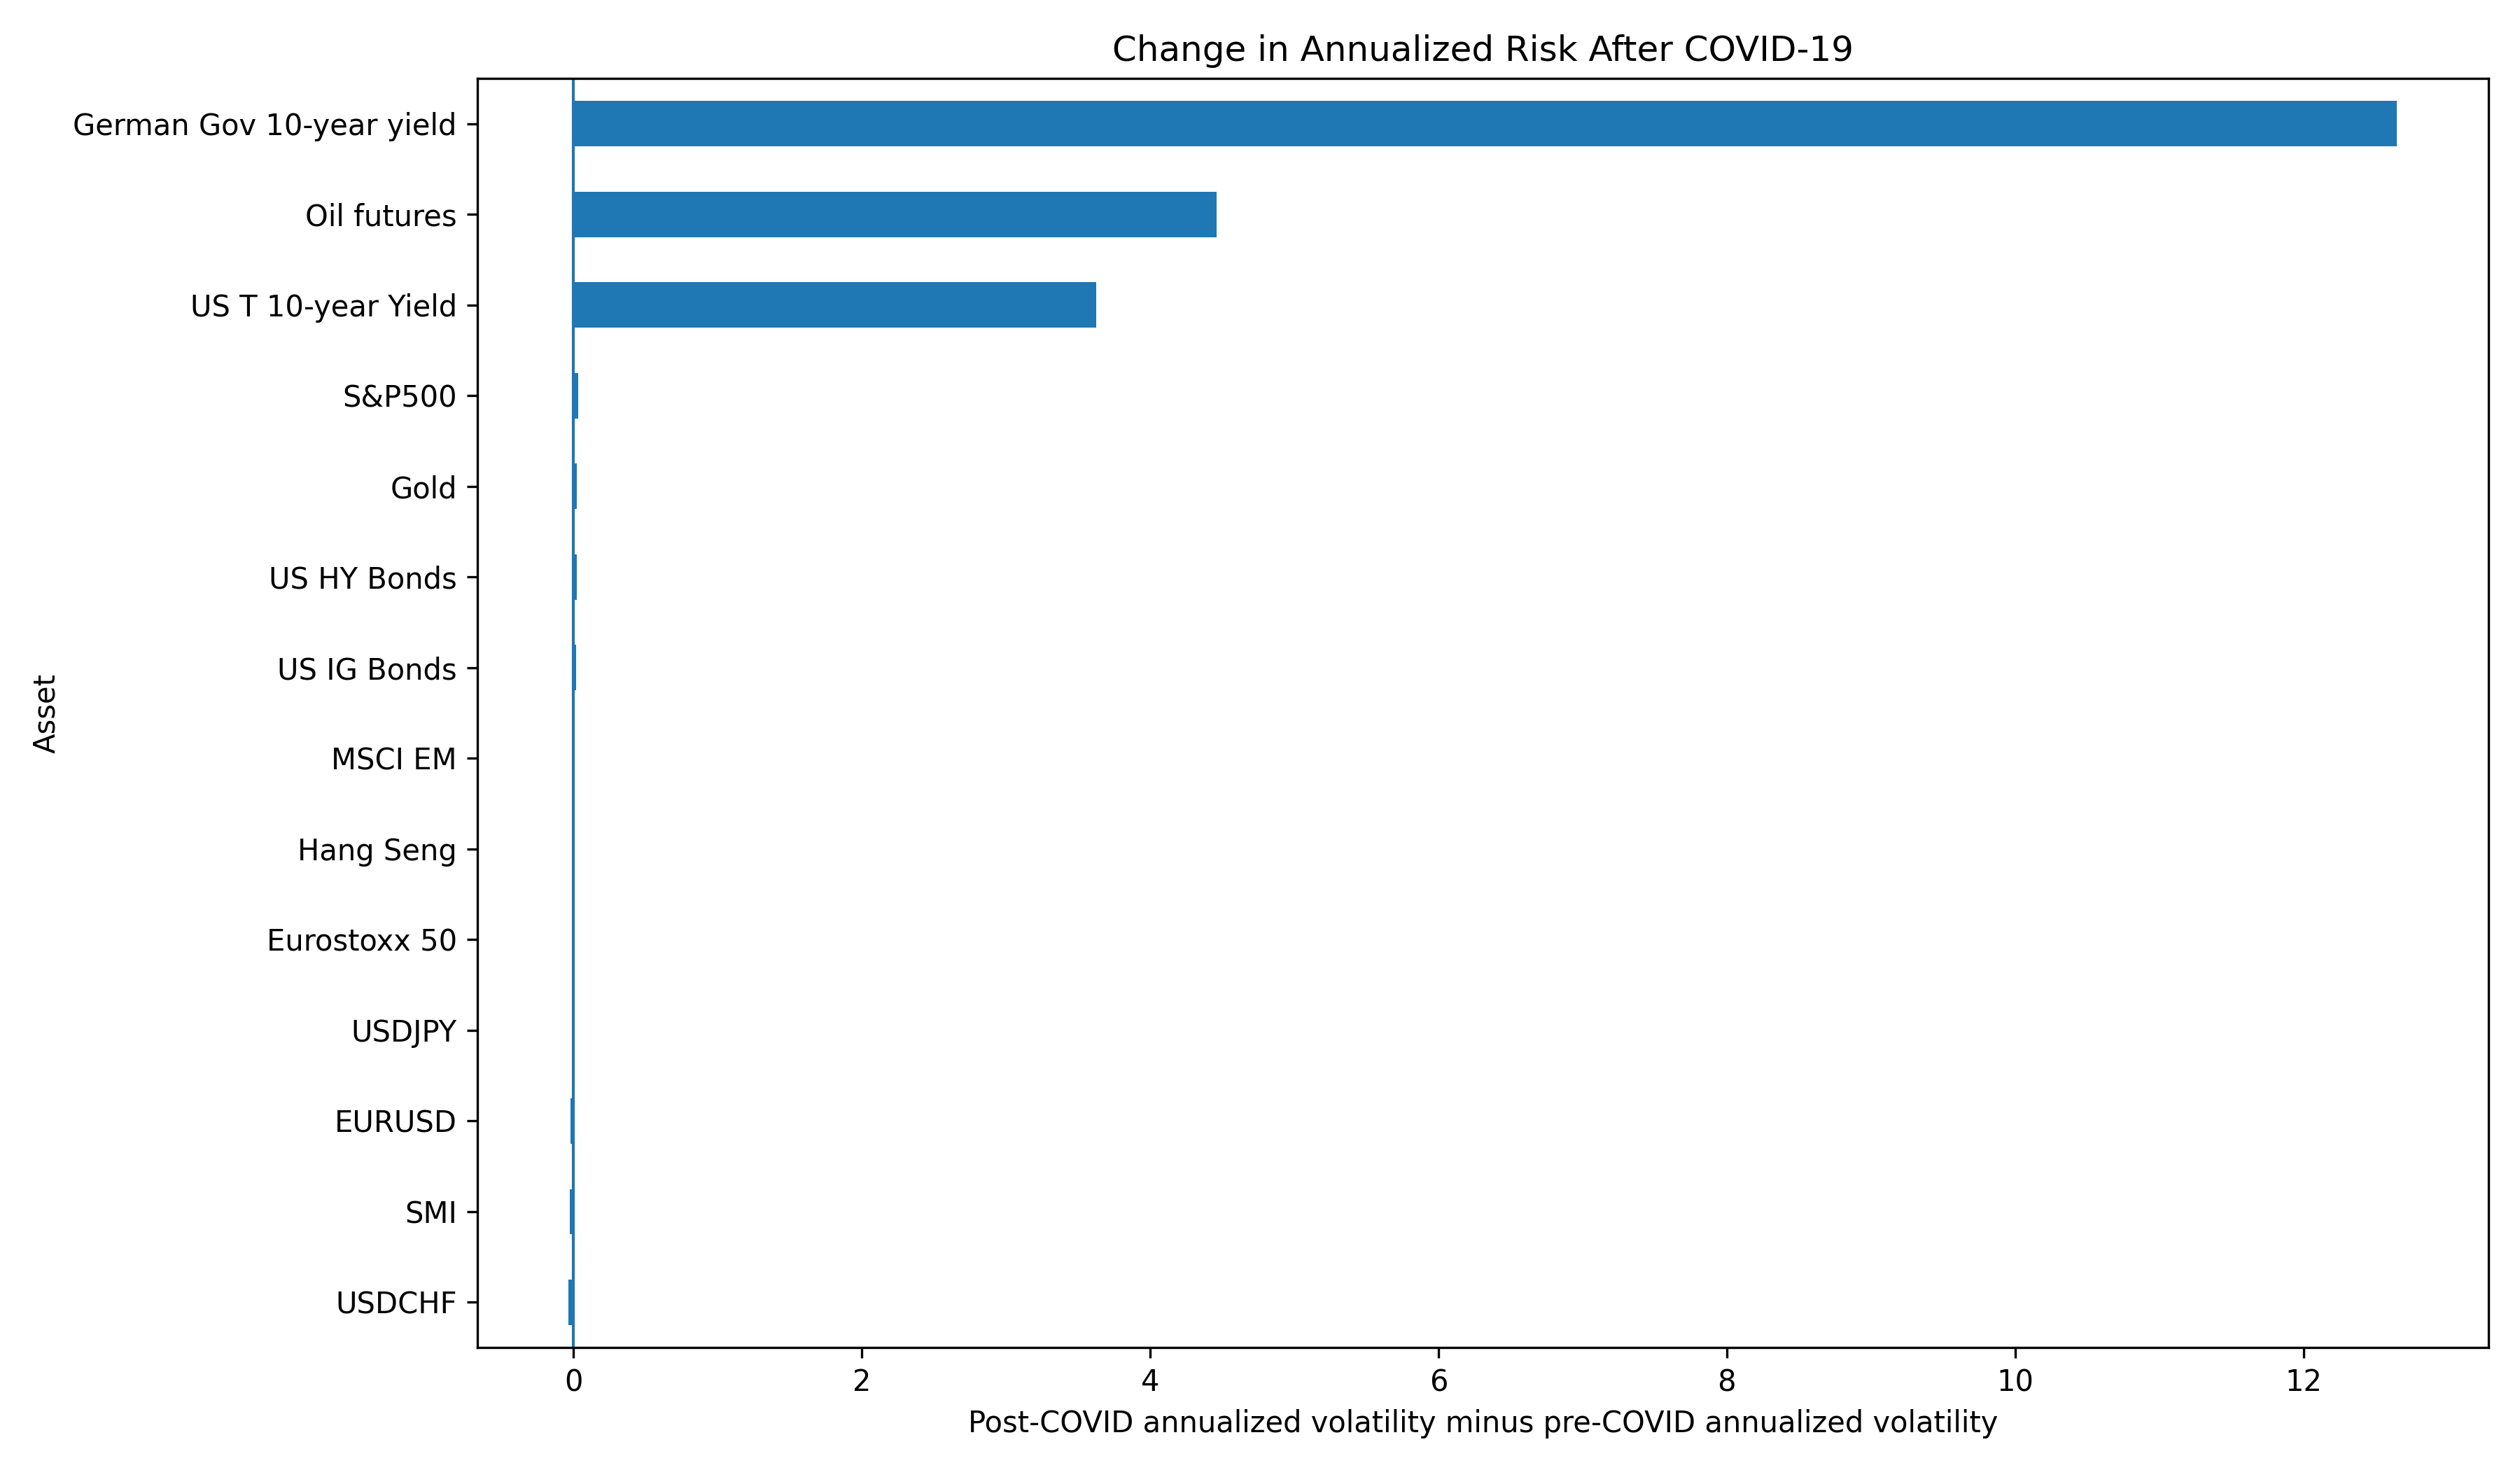 Change in Annualized Risk After COVID-19
German Gov 10-year yield
Oil futures
US T 10-year Yield
S&P500
Gold
US HY Bonds
US IG Bonds
MSCI EM
Hang Seng
Eurostoxx 50
USDJPY
EURUSD
SMI
USDCHF
Asset
0 2 4 6 8 10 12
Post-COVID annualized volatility minus pre-COVID annualized volatility